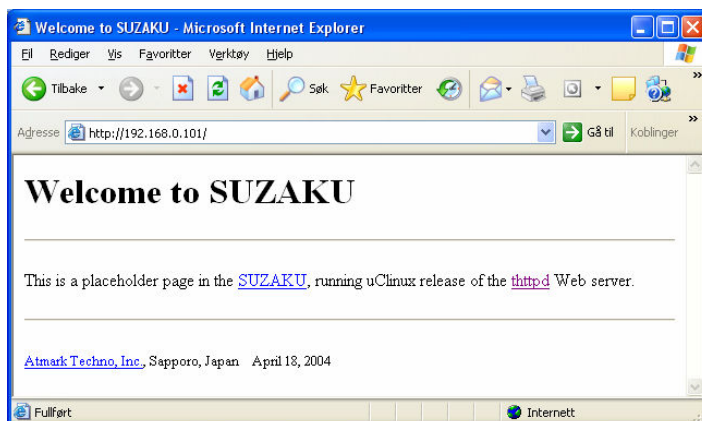 Welcome to SUZAKU - Microsoft Internet Explorer
Fil Rediger Vis Favoritter Verktøy Hjelp
Tilbake Søk Favoritter »
Adresse http://192.168.0.101/ Gå til Koblinger »
Welcome to SUZAKU
This is a placeholder page in the SUZAKU, running uClinux release of the thttpd Web server.
Atmark Techno, Inc., Sapporo, Japan April 18, 2004
Fullført Internett